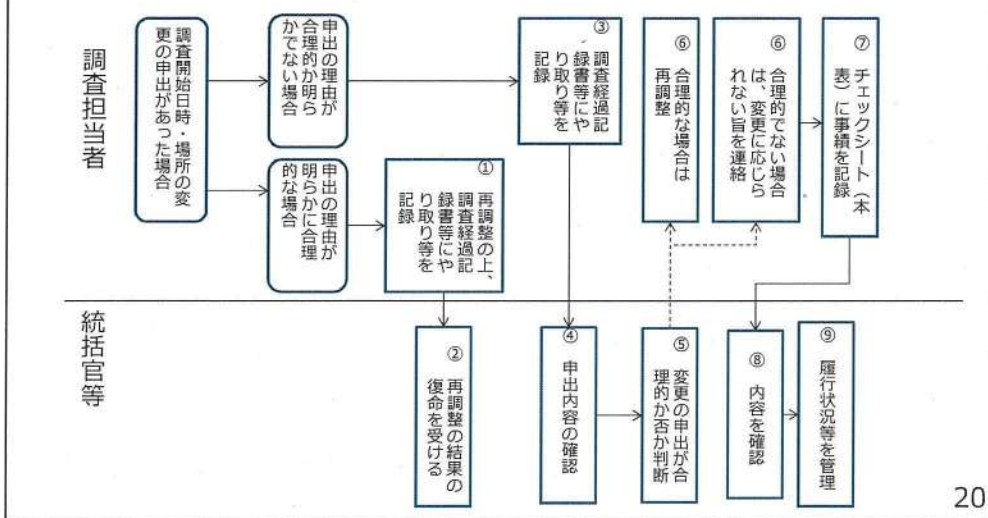 調査担当者
調査開始日時・場所の変
更の申出があった場合
申出の理由が
合理的か明ら
かでない場合
申出の理由が
明らかに合理
的な場合
①
再調整の上、
調査経過記
録書等にや
り取り等を
記録
③
調査経過記
録書等にや
り取り等を
記録
⑥
合理的な場合は
再調整
⑥
合理的でない場合
は、変更に応じら
れない旨を連絡
⑦
チェックシート（本
表）に事績を記録
統括官等
②
再調整の結果の
復命を受ける
④
申出内容の確認
⑤
変更の申出が合
理的か否か判断
⑧
内容を確認
⑨
履行状況等を管理
20